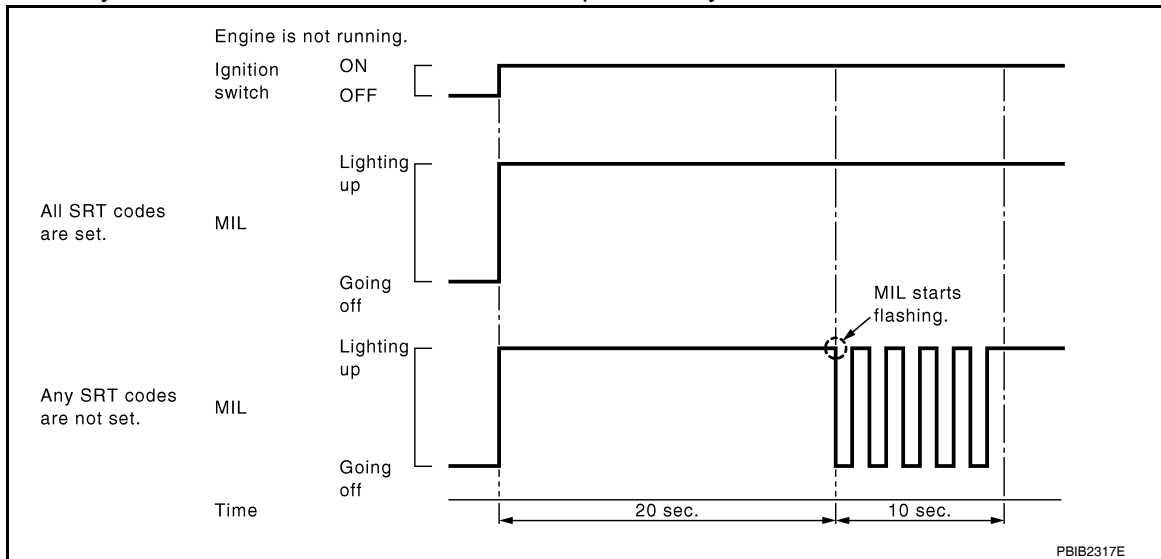 Engine is not running.
Ignition
switch
ON
OFF
All SRT codes
are set.
MIL
Lighting
up
Going
off
MIL starts
flashing.
Any SRT codes
are not set.
MIL
Lighting
up
Going
off
Time
20 sec.
10 sec.
PBIB2317E